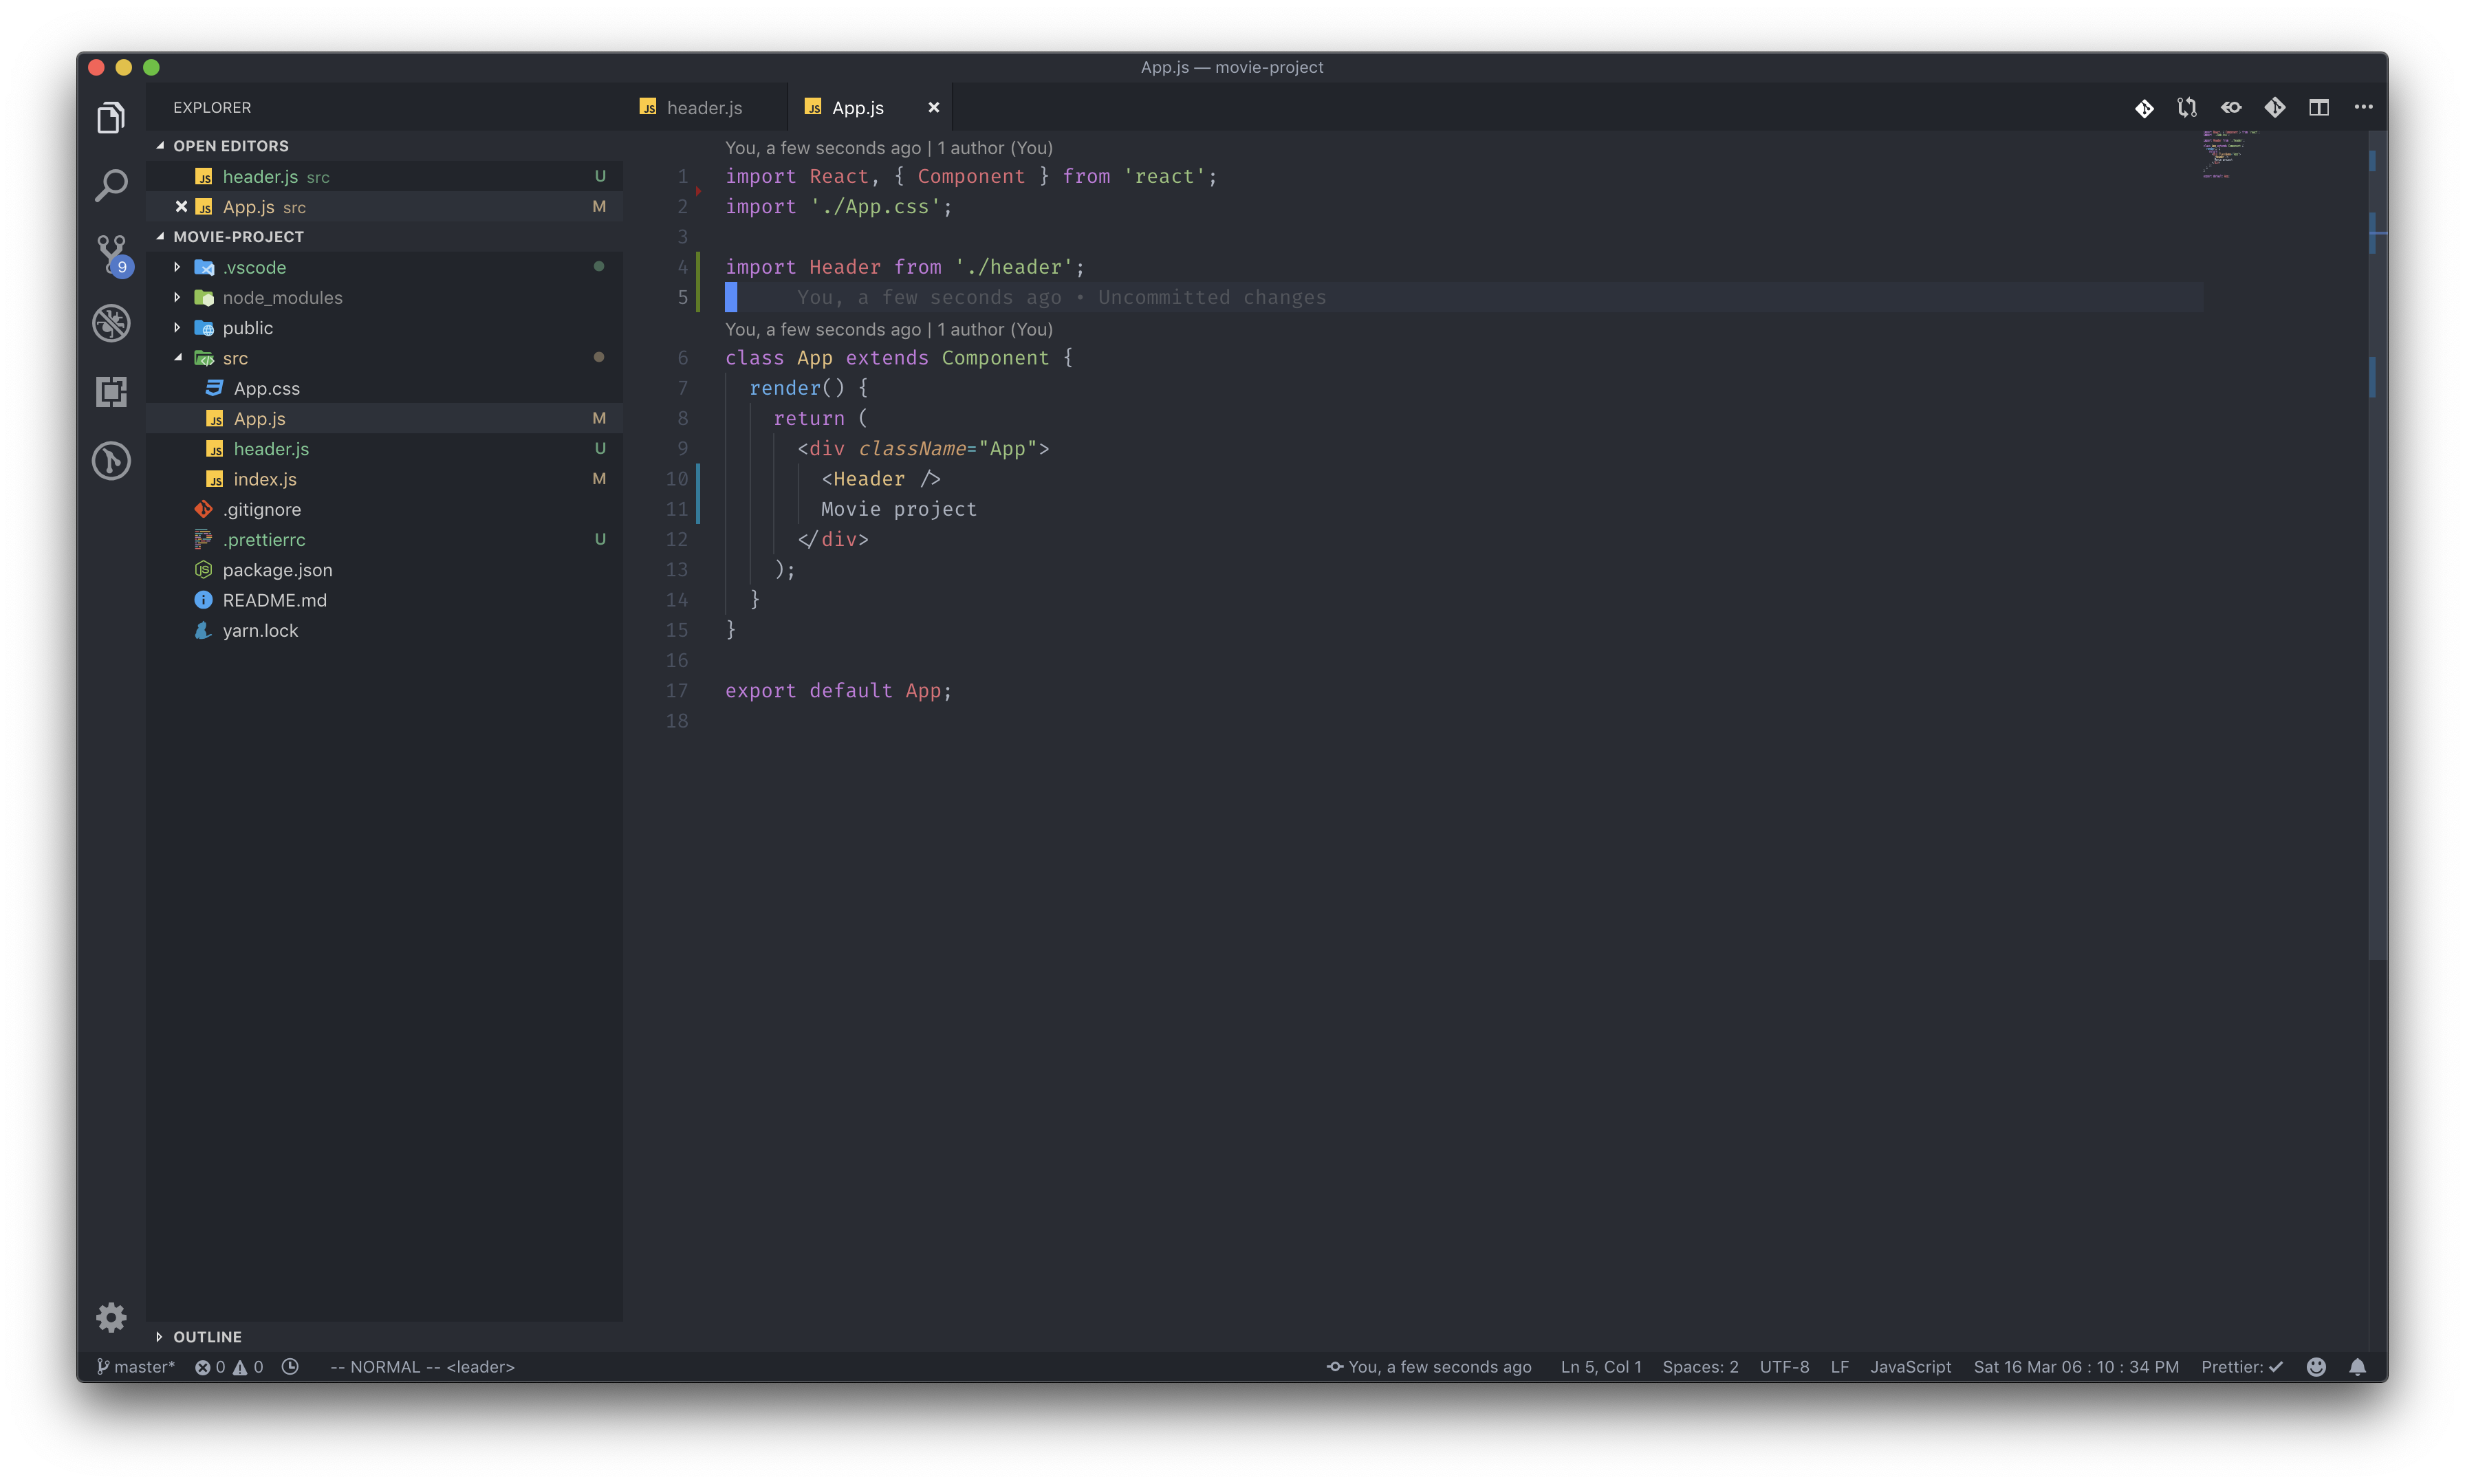 App.js — movie-project
EXPLORER
OPEN EDITORS
JS header.js src U
JS App.js src M
MOVIE-PROJECT
.vscode
node_modules
public
src
App.css
JS App.js M
JS header.js U
JS index.js M
.gitignore
.prettierrc U
package.json
README.md
yarn.lock
OUTLINE
9
JS header.js
JS App.js
You, a few seconds ago | 1 author (You)
1 import React, { Component } from 'react';
2 import './App.css';
3
4 import Header from './header';
5 You, a few seconds ago • Uncommitted changes
You, a few seconds ago | 1 author (You)
6 class App extends Component {
7 render() {
8 return (
9 <div className="App">
10 <Header />
11 Movie project
12 </div>
13 );
14 }
15 }
16
17 export default App;
18
master* 0 0 -- NORMAL -- <leader> You, a few seconds ago Ln 5, Col 1 Spaces: 2 UTF-8 LF JavaScript Sat 16 Mar 06 : 10 : 34 PM Prettier: ✓